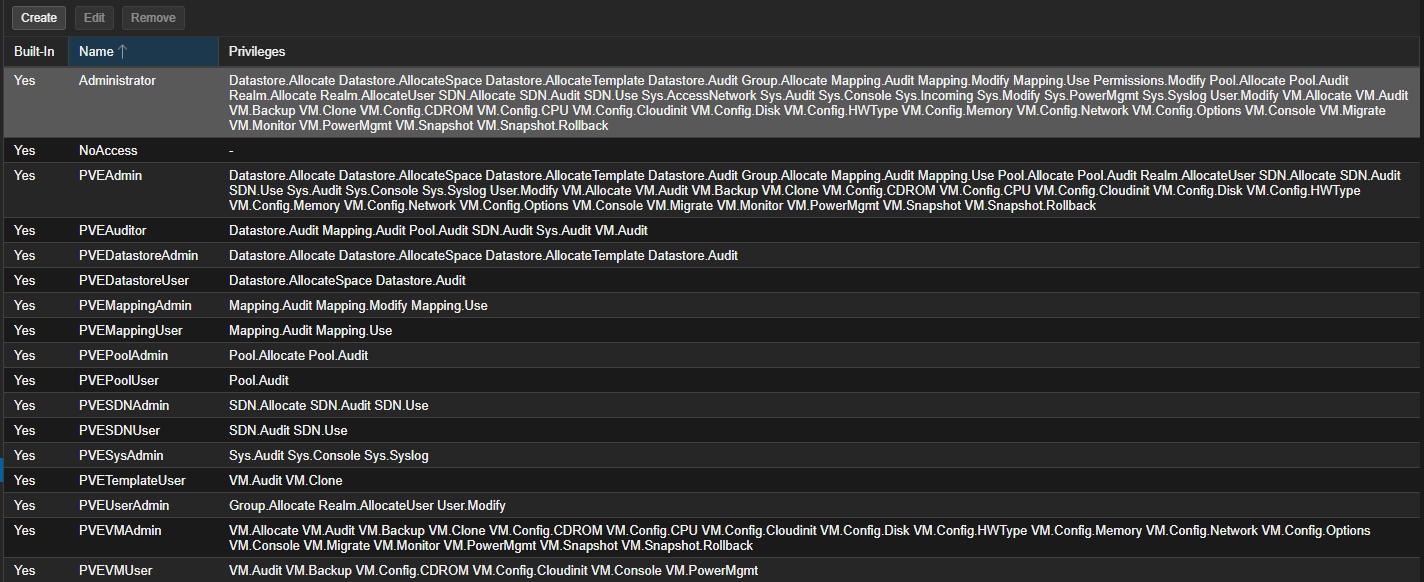 Create Edit Remove
Built-In Name ↑ Privileges
Yes Administrator Datastore.Allocate Datastore.AllocateSpace Datastore.AllocateTemplate Datastore.Audit Group.Allocate Mapping.Audit Mapping.Modify Mapping.Use Permissions.Modify Pool.Allocate Pool.Audit
Realm.Allocate Realm.AllocateUser SDN.Allocate SDN.Audit SDN.Use Sys.AccessNetwork Sys.Audit Sys.Console Sys.Incoming Sys.Modify Sys.PowerMgmt Sys.Syslog User.Modify VM.Allocate VM.Audit
VM.Backup VM.Clone VM.Config.CDROM VM.Config.CPU VM.Config.Cloudinit VM.Config.Disk VM.Config.HWType VM.Config.Memory VM.Config.Network VM.Config.Options VM.Console VM.Migrate
VM.Monitor VM.PowerMgmt VM.Snapshot VM.Snapshot.Rollback
Yes NoAccess -
Yes PVEAdmin Datastore.Allocate Datastore.AllocateSpace Datastore.AllocateTemplate Datastore.Audit Group.Allocate Mapping.Audit Mapping.Use Pool.Allocate Pool.Audit Realm.AllocateUser SDN.Allocate SDN.Audit
SDN.Use Sys.Audit Sys.Console Sys.Syslog User.Modify VM.Allocate VM.Audit VM.Backup VM.Clone VM.Config.CDROM VM.Config.CPU VM.Config.Cloudinit VM.Config.Disk VM.Config.HWType
VM.Config.Memory VM.Config.Network VM.Config.Options VM.Console VM.Migrate VM.Monitor VM.PowerMgmt VM.Snapshot VM.Snapshot.Rollback
Yes PVEAuditor Datastore.Audit Mapping.Audit Pool.Audit SDN.Audit Sys.Audit VM.Audit
Yes PVEDatastoreAdmin Datastore.Allocate Datastore.AllocateSpace Datastore.AllocateTemplate Datastore.Audit
Yes PVEDatastoreUser Datastore.AllocateSpace Datastore.Audit
Yes PVEMappingAdmin Mapping.Audit Mapping.Modify Mapping.Use
Yes PVEMappingUser Mapping.Audit Mapping.Use
Yes PVEPoolAdmin Pool.Allocate Pool.Audit
Yes PVEPoolUser Pool.Audit
Yes PVESDNAdmin SDN.Allocate SDN.Audit SDN.Use
Yes PVESDNUser SDN.Audit SDN.Use
Yes PVESysAdmin Sys.Audit Sys.Console Sys.Syslog
Yes PVETemplateUser VM.Audit VM.Clone
Yes PVEUserAdmin Group.Allocate Realm.AllocateUser User.Modify
Yes PVEVMAdmin VM.Allocate VM.Audit VM.Backup VM.Clone VM.Config.CDROM VM.Config.CPU VM.Config.Cloudinit VM.Config.Disk VM.Config.HWType VM.Config.Memory VM.Config.Network VM.Config.Options
VM.Console VM.Migrate VM.Monitor VM.PowerMgmt VM.Snapshot VM.Snapshot.Rollback
Yes PVEVMUser VM.Audit VM.Backup VM.Config.CDROM VM.Config.Cloudinit VM.Console VM.PowerMgmt